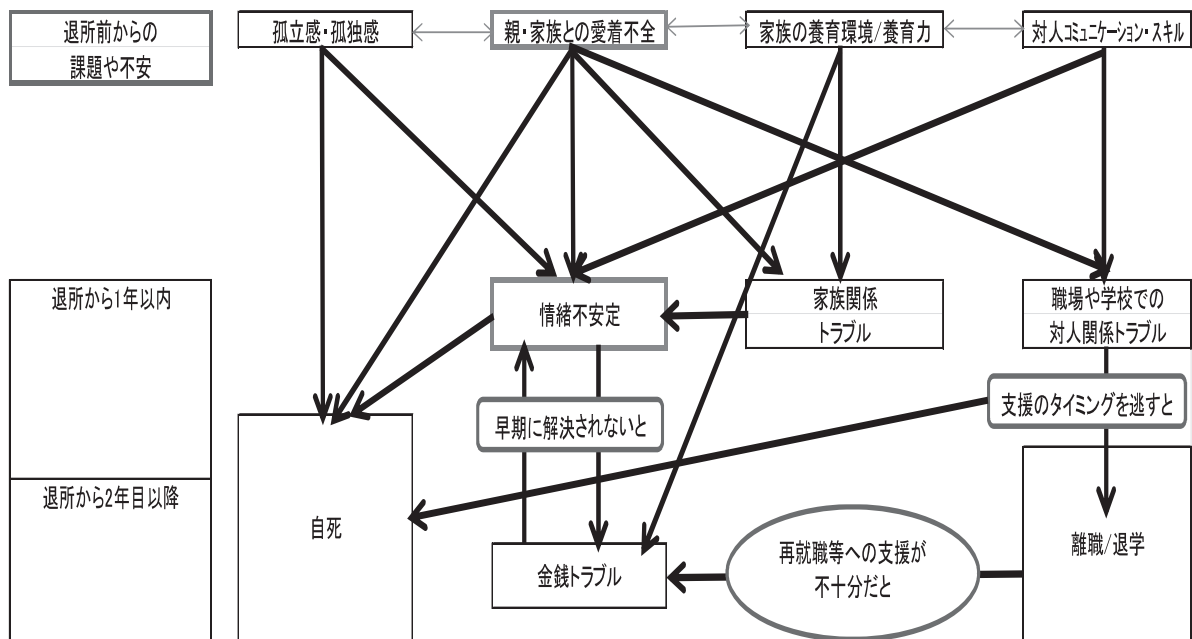 退所前からの
課題や不安
孤立感・孤独感
親・家族との愛着不全
家族の養育環境/養育力
対人コミュニケーション・スキル
退所から1年以内
情緒不安定
家族関係
トラブル
職場や学校での
対人関係トラブル
早期に解決されないと
支援のタイミングを逃すと
退所から2年目以降
自死
金銭トラブル
再就職等への支援が
不十分だと
離職/退学